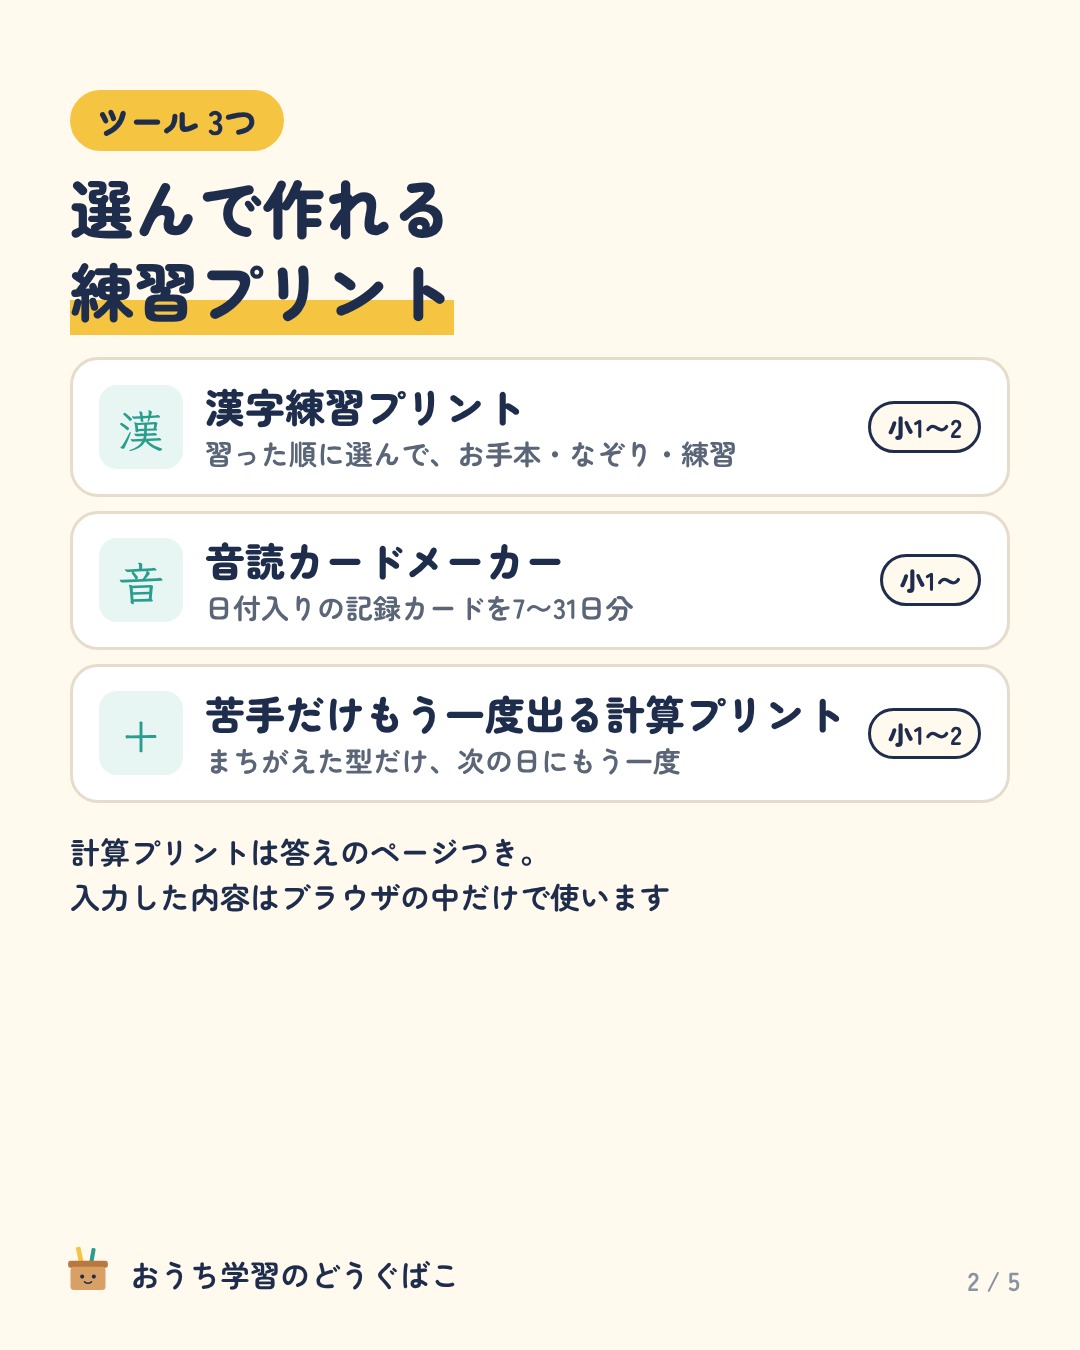 ツール 3つ
選んで作れる
練習プリント
漢
漢字練習プリント
習った順に選んで、お手本・なぞり・練習
小1〜2
音
音読カードメーカー
日付入りの記録カードを7〜31日分
小1〜
＋
苦手だけもう一度出る計算プリント
まちがえた型だけ、次の日にもう一度
小1〜2
計算プリントは答えのページつき。
入力した内容はブラウザの中だけで使います
おうち学習のどうぐばこ
2 / 5